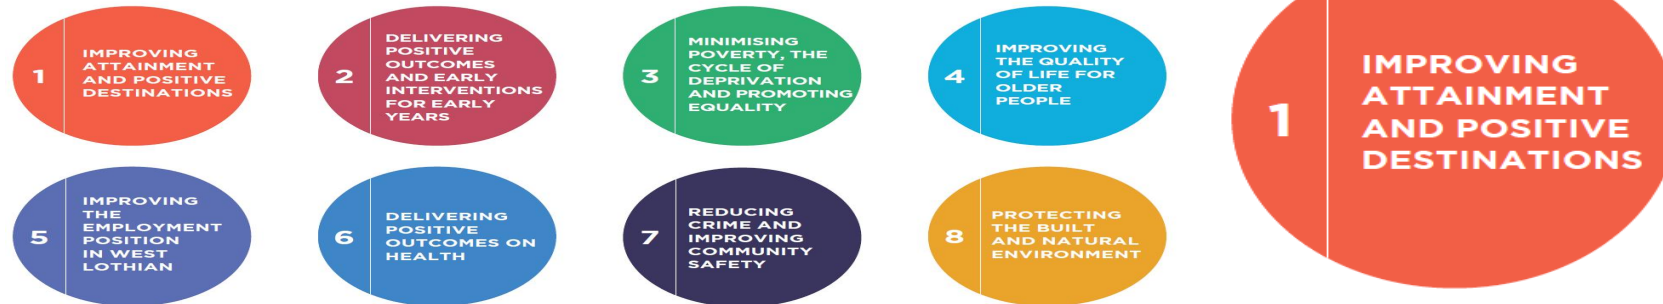 1
IMPROVING
ATTAINMENT
AND POSITIVE
DESTINATIONS
2
DELIVERING
POSITIVE
OUTCOMES
AND EARLY
INTERVENTIONS
FOR EARLY
YEARS
3
MINIMISING
POVERTY, THE
CYCLE OF
DEPRIVATION
AND PROMOTING
EQUALITY
4
IMPROVING
THE QUALITY
OF LIFE FOR
OLDER
PEOPLE
5
IMPROVING
THE
EMPLOYMENT
POSITION
IN WEST
LOTHIAN
6
DELIVERING
POSITIVE
OUTCOMES ON
HEALTH
7
REDUCING
CRIME AND
IMPROVING
COMMUNITY
SAFETY
8
PROTECTING
THE BUILT
AND NATURAL
ENVIRONMENT
1
IMPROVING
ATTAINMENT
AND POSITIVE
DESTINATIONS